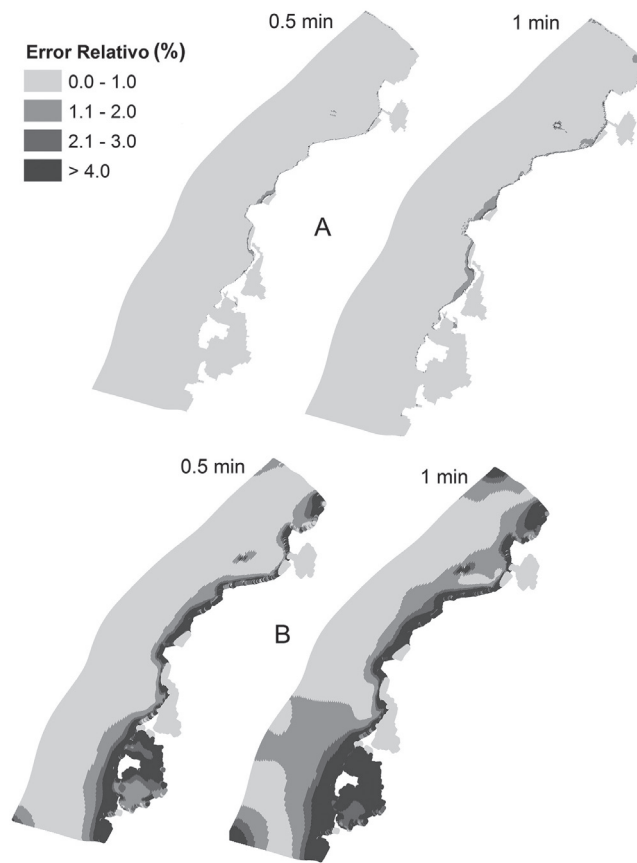 0.5 min
1 min
Error Relativo (%)
0.0 - 1.0
1.1 - 2.0
2.1 - 3.0
> 4.0
A
0.5 min
1 min
B